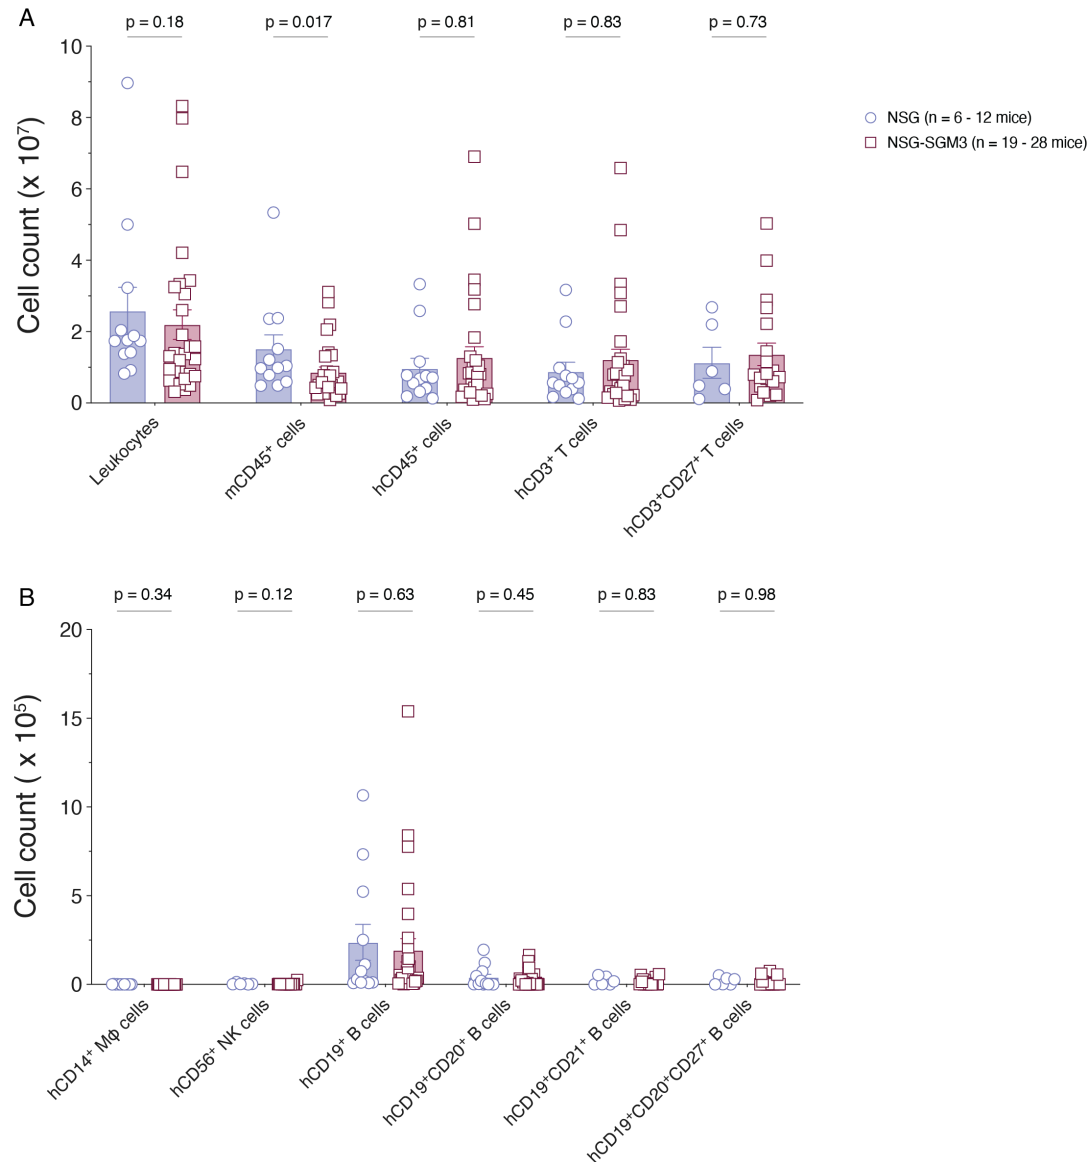 A
p = 0.18 p = 0.017 p = 0.81 p = 0.83 p = 0.73
Cell count (x 10⁷)
10
8
6
4
2
0
Leukocytes
mCD45⁺ cells
hCD45⁺ cells
hCD3⁺ T cells
hCD3⁺CD27⁺ T cells
NSG (n = 6 - 12 mice)
NSG-SGM3 (n = 19 - 28 mice)
B
p = 0.34 p = 0.12 p = 0.63 p = 0.45 p = 0.83 p = 0.98
Cell count ( x 10⁵)
20
15
10
5
0
hCD14⁺ Mϕ cells
hCD56⁺ NK cells
hCD19⁺ B cells
hCD19⁺CD20⁺ B cells
hCD19⁺CD21⁺ B cells
hCD19⁺CD20⁺CD27⁺ B cells